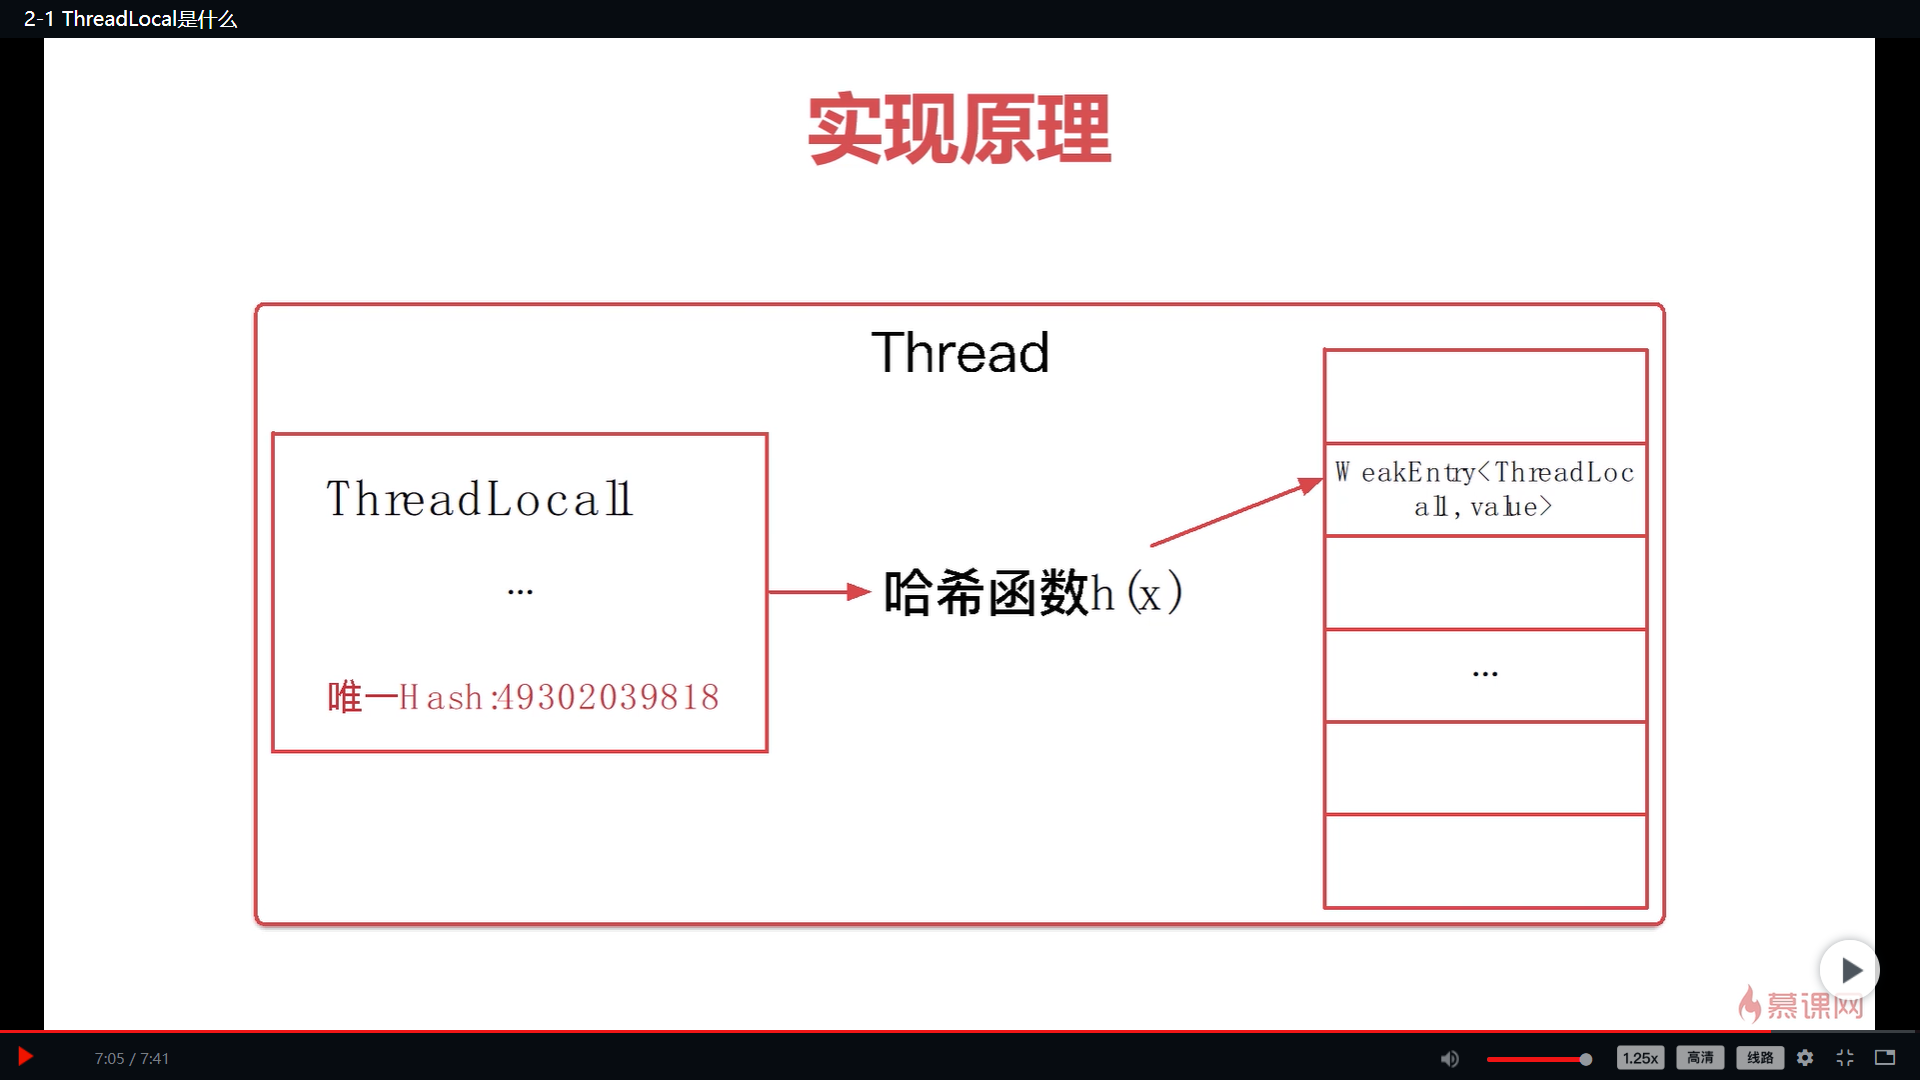 2-1 ThreadLocal是什么
实现原理
Thread
ThreadLocal1
...
唯一Hash:49302039818
哈希函数h(x)
WeakEntry<ThreadLoc
al1,value>
...
慕课网
7:05 / 7:41
1.25x
高清
线路